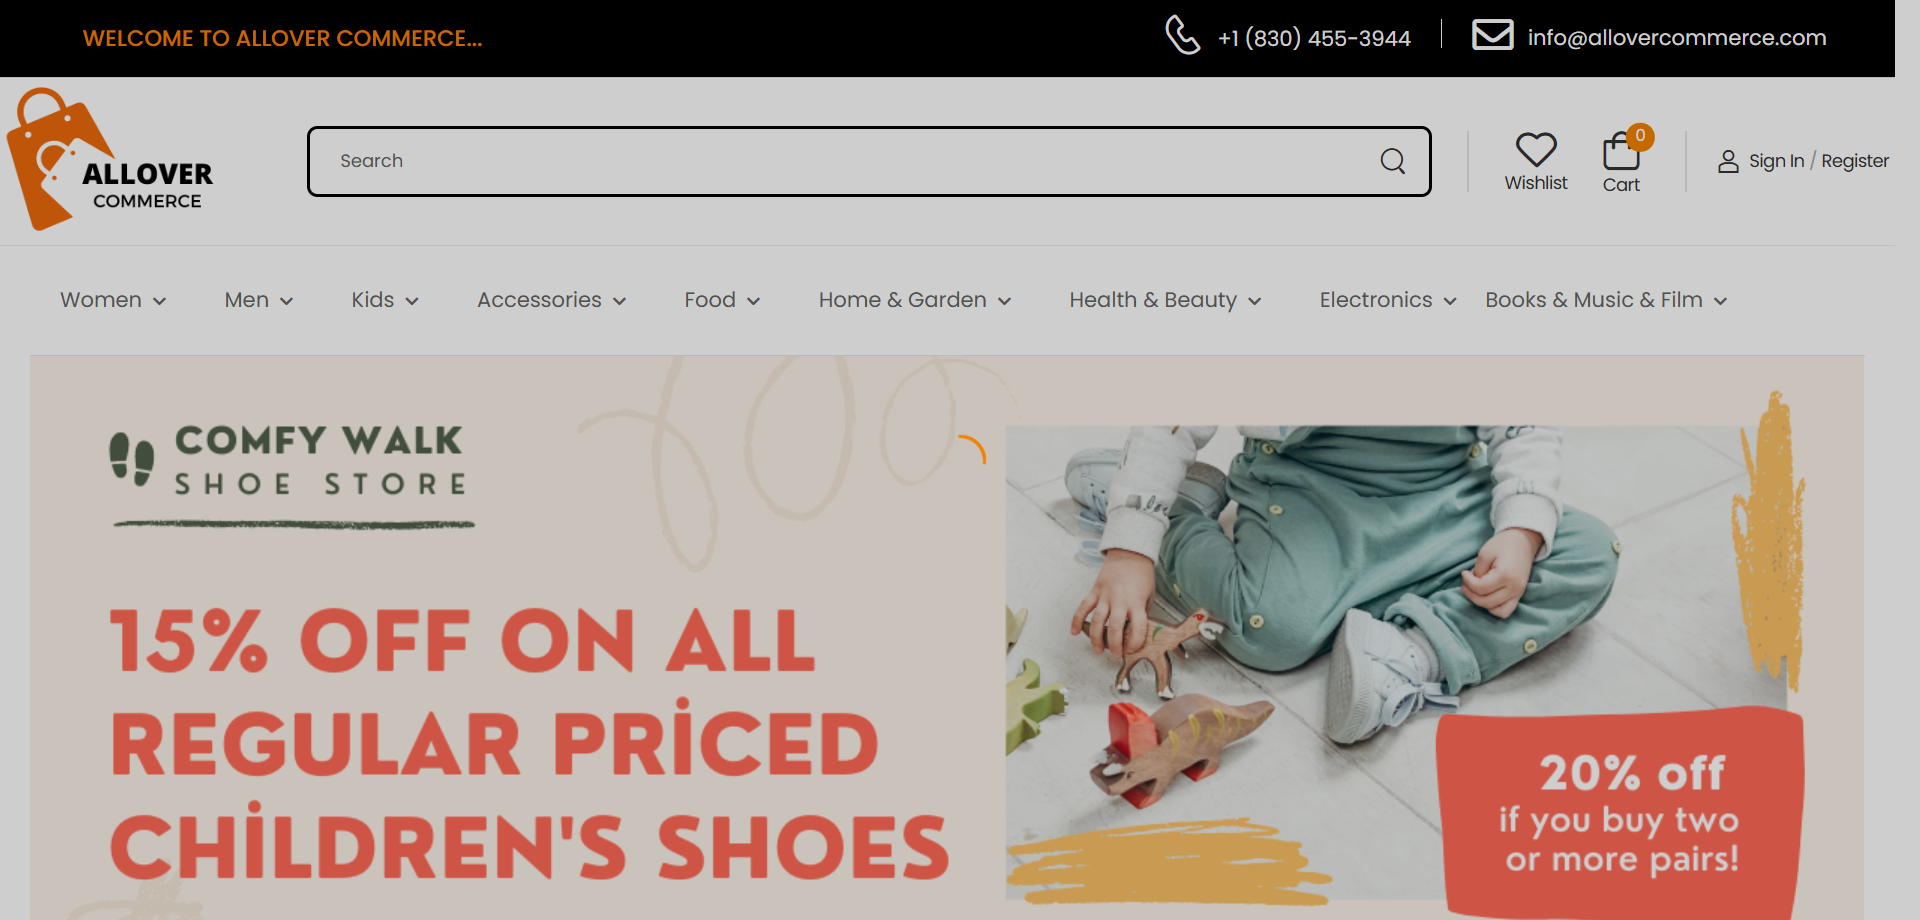 WELCOME TO ALLOVER COMMERCE...
+1 (830) 455-3944
info@allovercommerce.com
ALLOVER
COMMERCE
Search
Wishlist
0
Cart
Sign In / Register
Women
Men
Kids
Accessories
Food
Home & Garden
Health & Beauty
Electronics
Books & Music & Film
COMFY WALK
SHOE STORE
15% OFF ON ALL
REGULAR PRİCED
CHİLDREN'S SHOES
20% off
if you buy two
or more pairs!